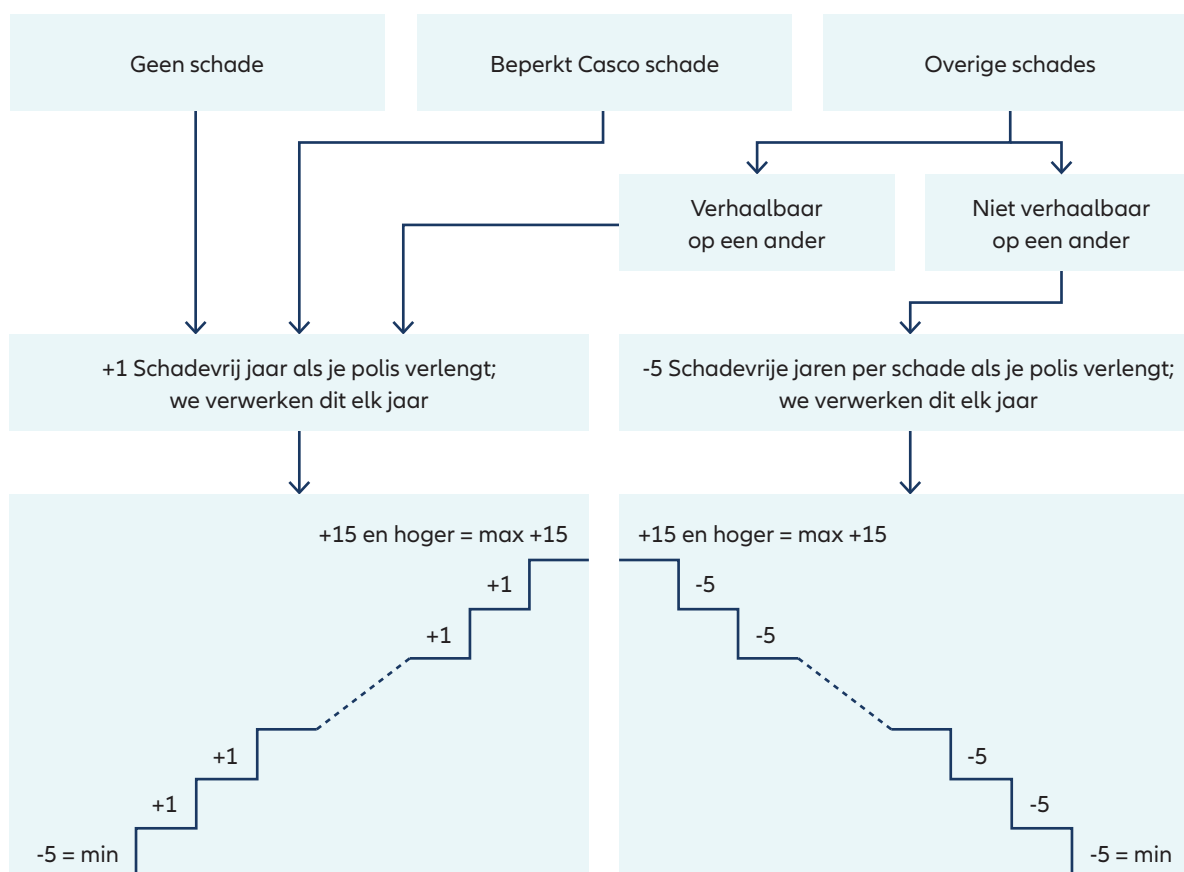 Geen schade
Beperkt Casco schade
Overige schades
Verhaalbaar
op een ander
Niet verhaalbaar
op een ander
+1 Schadevrij jaar als je polis verlengt;
we verwerken dit elk jaar
-5 Schadevrije jaren per schade als je polis verlengt;
we verwerken dit elk jaar
+15 en hoger = max +15
+1
+1
+1
+1
-5 = min
+15 en hoger = max +15
-5
-5
-5
-5
-5 = min